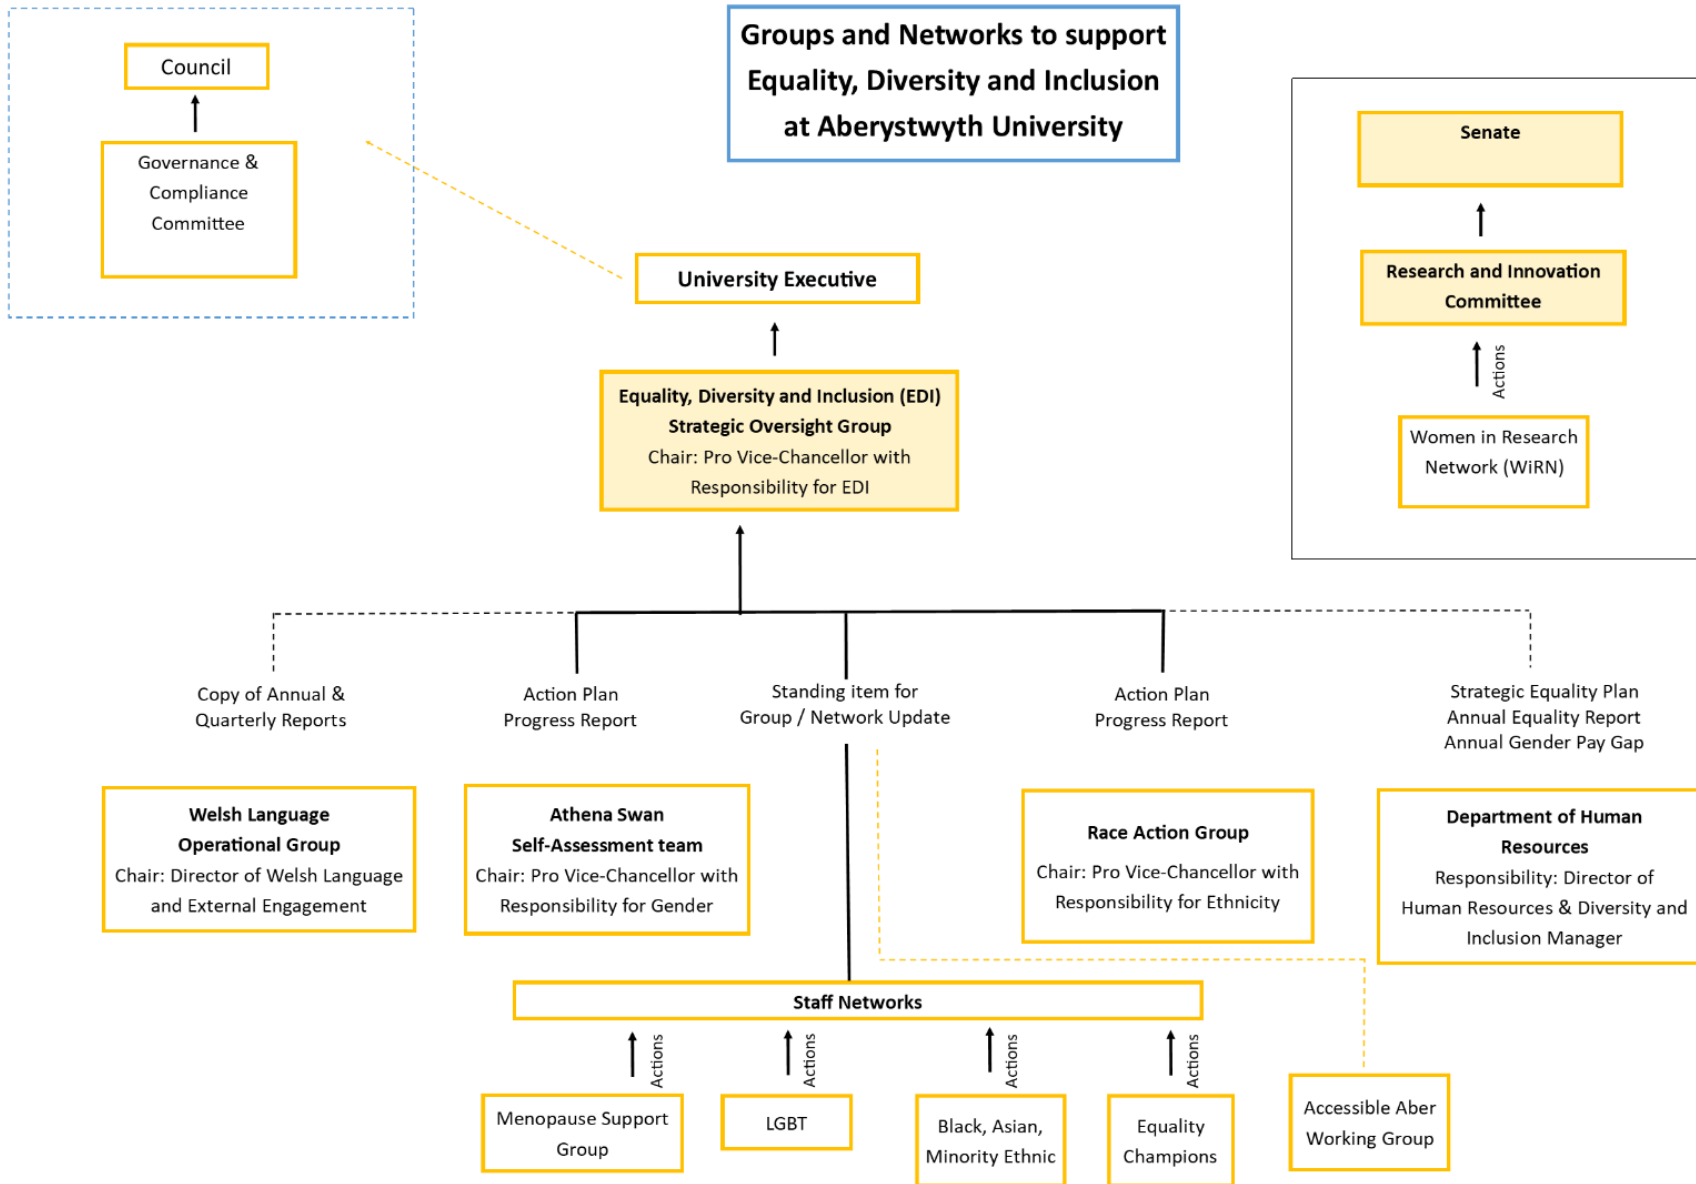 Groups and Networks to support
Equality, Diversity and Inclusion
at Aberystwyth University
Council
Governance &
Compliance
Committee
University Executive
Senate
Research and Innovation
Committee
Actions
Women in Research
Network (WiRN)
Equality, Diversity and Inclusion (EDI)
Strategic Oversight Group
Chair: Pro Vice-Chancellor with
Responsibility for EDI
Copy of Annual &
Quarterly Reports
Action Plan
Progress Report
Standing item for
Group / Network Update
Action Plan
Progress Report
Strategic Equality Plan
Annual Equality Report
Annual Gender Pay Gap
Welsh Language
Operational Group
Chair: Director of Welsh Language
and External Engagement
Athena Swan
Self-Assessment team
Chair: Pro Vice-Chancellor with
Responsibility for Gender
Race Action Group
Chair: Pro Vice-Chancellor with
Responsibility for Ethnicity
Department of Human
Resources
Responsibility: Director of
Human Resources & Diversity and
Inclusion Manager
Staff Networks
Actions
Actions
Actions
Actions
Menopause Support
Group
LGBT
Black, Asian,
Minority Ethnic
Equality
Champions
Accessible Aber
Working Group